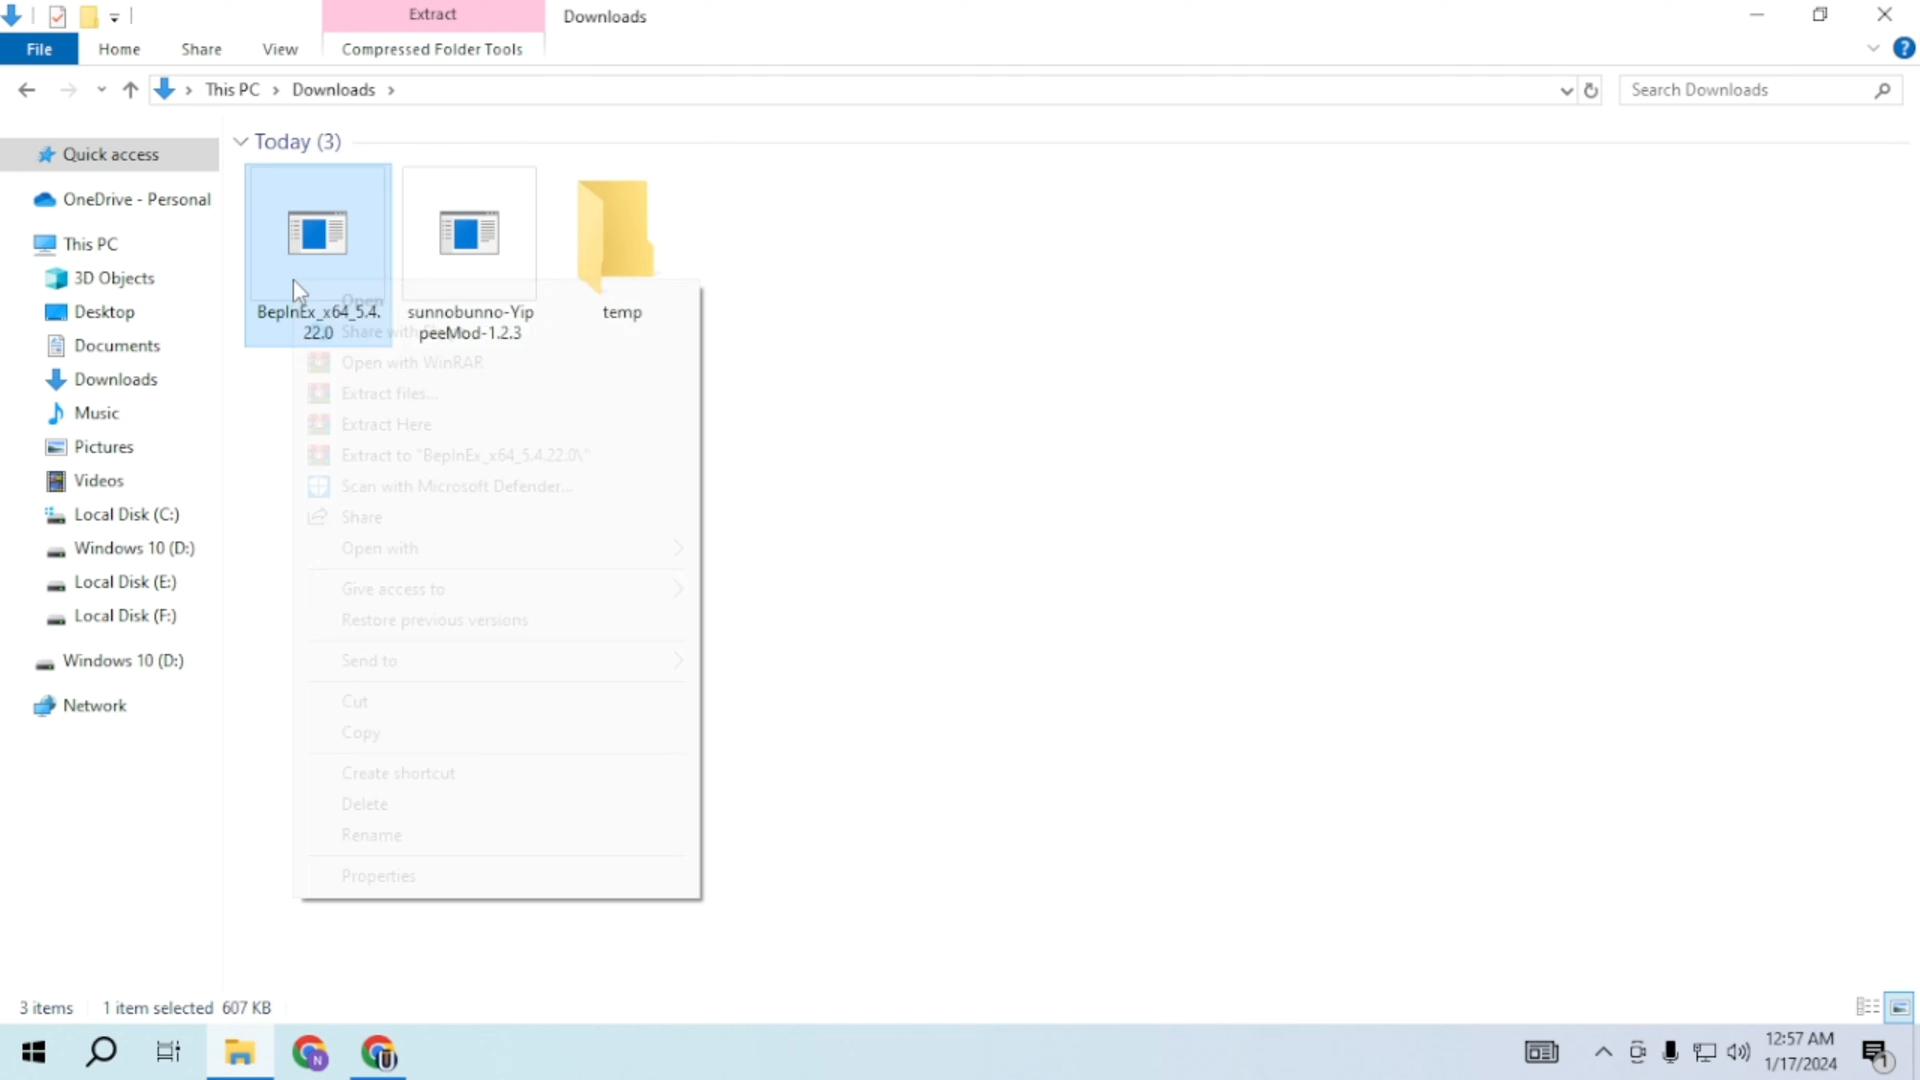 Extract
Downloads
File
Home
Share
View
Compressed Folder Tools
This PC
Downloads
Search Downloads
Quick access
OneDrive - Personal
This PC
3D Objects
Desktop
Documents
Downloads
Music
Pictures
Videos
Local Disk (C:)
Windows 10 (D:)
Local Disk (E:)
Local Disk (F:)
Windows 10 (D:)
Network
Today (3)
BepInEx_x64_5.4.
22.0
sunnobunno-Yip
peeMod-1.2.3
temp
Open
Share with
Open with WinRAR
Extract files...
Extract Here
Extract to "BepInEx_x64_5.4.22.0\"
Scan with Microsoft Defender...
Share
Open with
Give access to
Restore previous versions
Send to
Cut
Copy
Create shortcut
Delete
Rename
Properties
3 items
1 item selected 607 KB
N
U
12:57 AM
1/17/2024
1